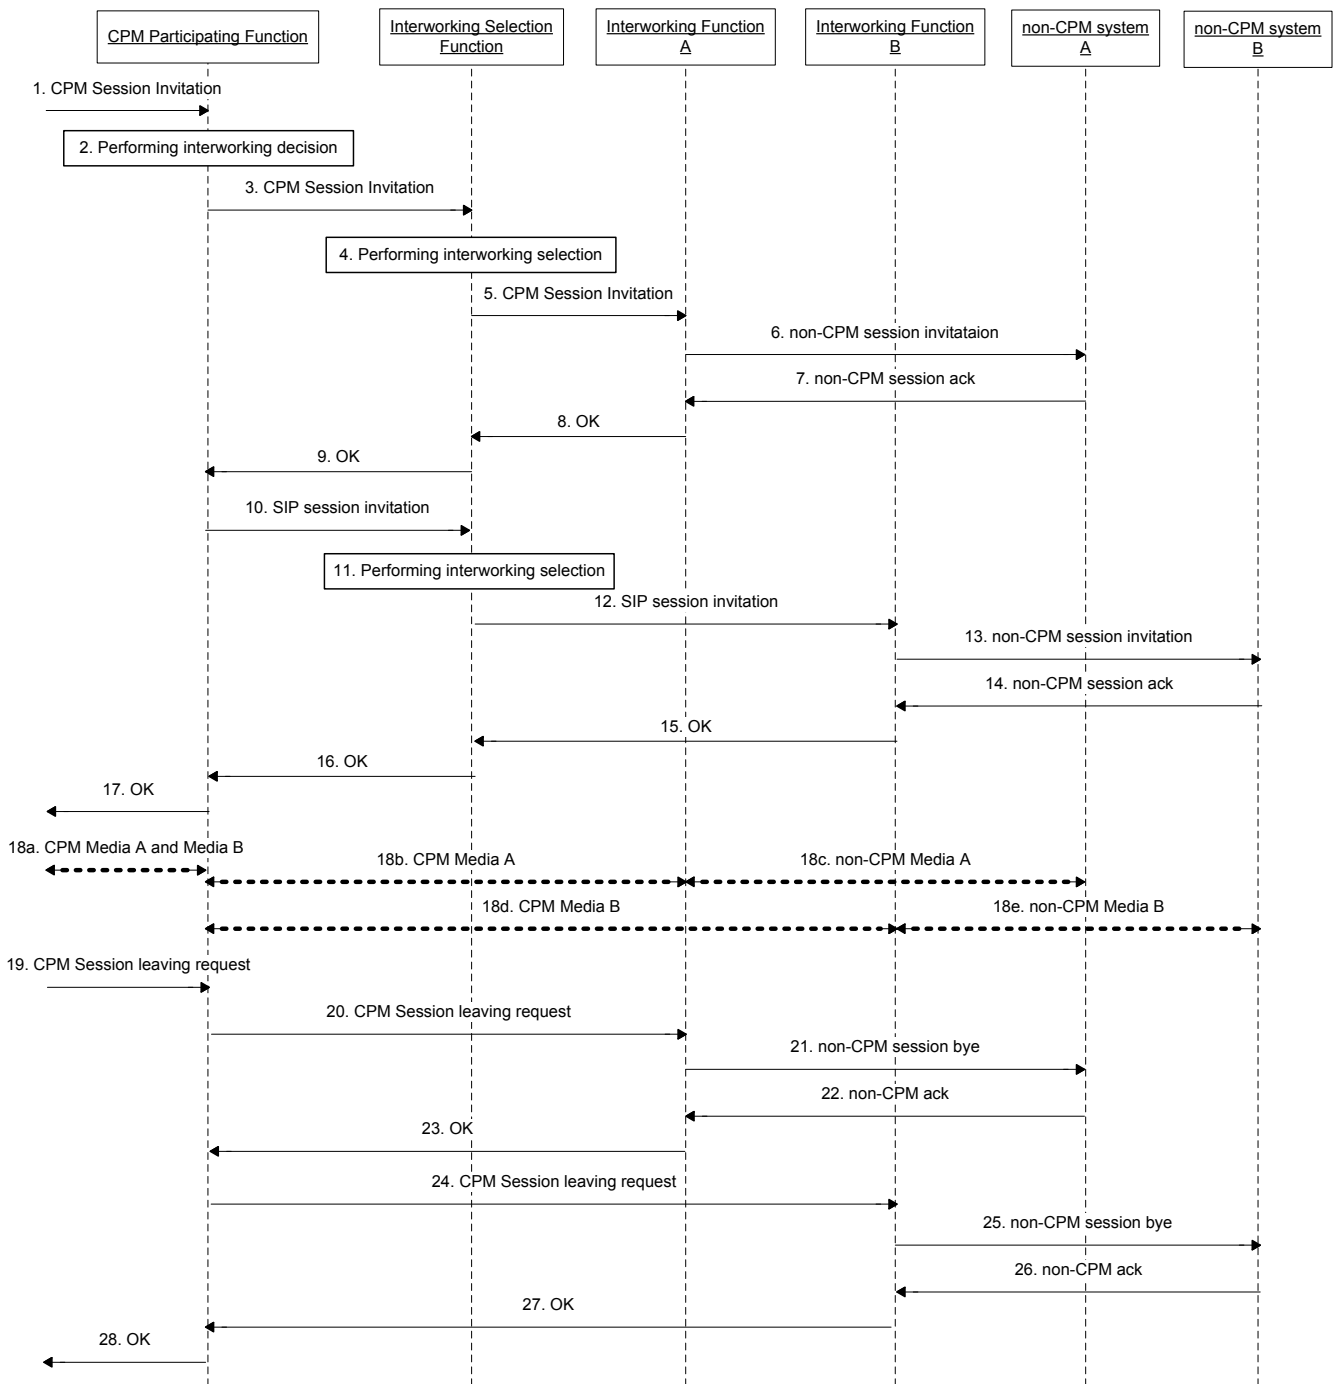 CPM Participating Function
Interworking Selection
Function
Interworking Function
A
Interworking Function
B
non-CPM system
A
non-CPM system
B
1. CPM Session Invitation
2. Performing interworking decision
3. CPM Session Invitation
4. Performing interworking selection
5. CPM Session Invitation
6. non-CPM session invitataion
7. non-CPM session ack
8. OK
9. OK
10. SIP session invitation
11. Performing interworking selection
12. SIP session invitation
13. non-CPM session invitation
14. non-CPM session ack
15. OK
16. OK
17. OK
18a. CPM Media A and Media B
18b. CPM Media A
18c. non-CPM Media A
18d. CPM Media B
18e. non-CPM Media B
19. CPM Session leaving request
20. CPM Session leaving request
21. non-CPM session bye
22. non-CPM ack
23. OK
24. CPM Session leaving request
25. non-CPM session bye
26. non-CPM ack
27. OK
28. OK